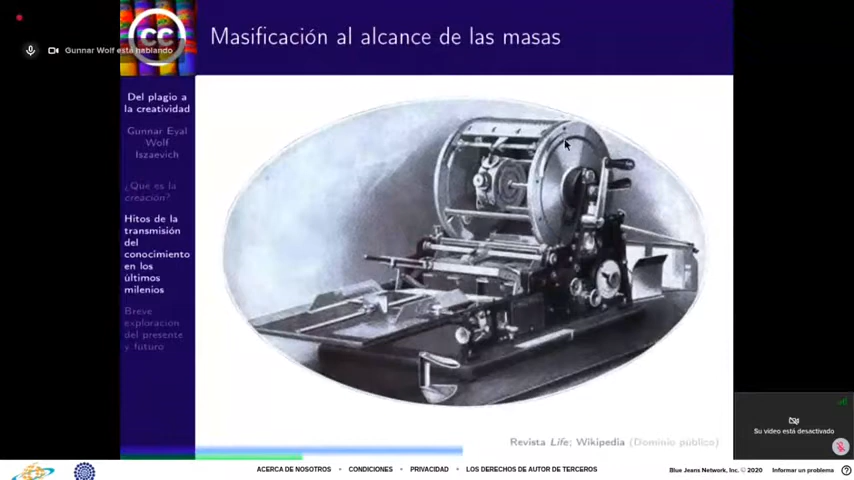 cc
Masificación al alcance de las masas
Gunnar Wolf está hablando
Del plagio a
la creatividad
Gunnar Eyal
Wolf
Iszaevich
¿Qué es la
creación?
Hitos de la
transmisión
del
conocimiento
en los
últimos
milenios
Breve
exploración
del presente
y futuro
Revista Life; Wikipedia (Dominio público)
Su video está desactivado
ACERCA DE NOSOTROS • CONDICIONES • PRIVACIDAD • LOS DERECHOS DE AUTOR DE TERCEROS
Blue Jeans Network, Inc. © 2020 Informar un problema ?